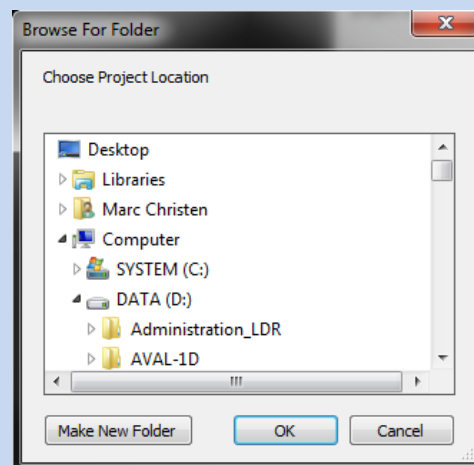 Browse For Folder
Choose Project Location
Desktop
Libraries
Marc Christen
Computer
SYSTEM (C:)
DATA (D:)
Administration_LDR
AVAL-1D
Make New Folder OK Cancel